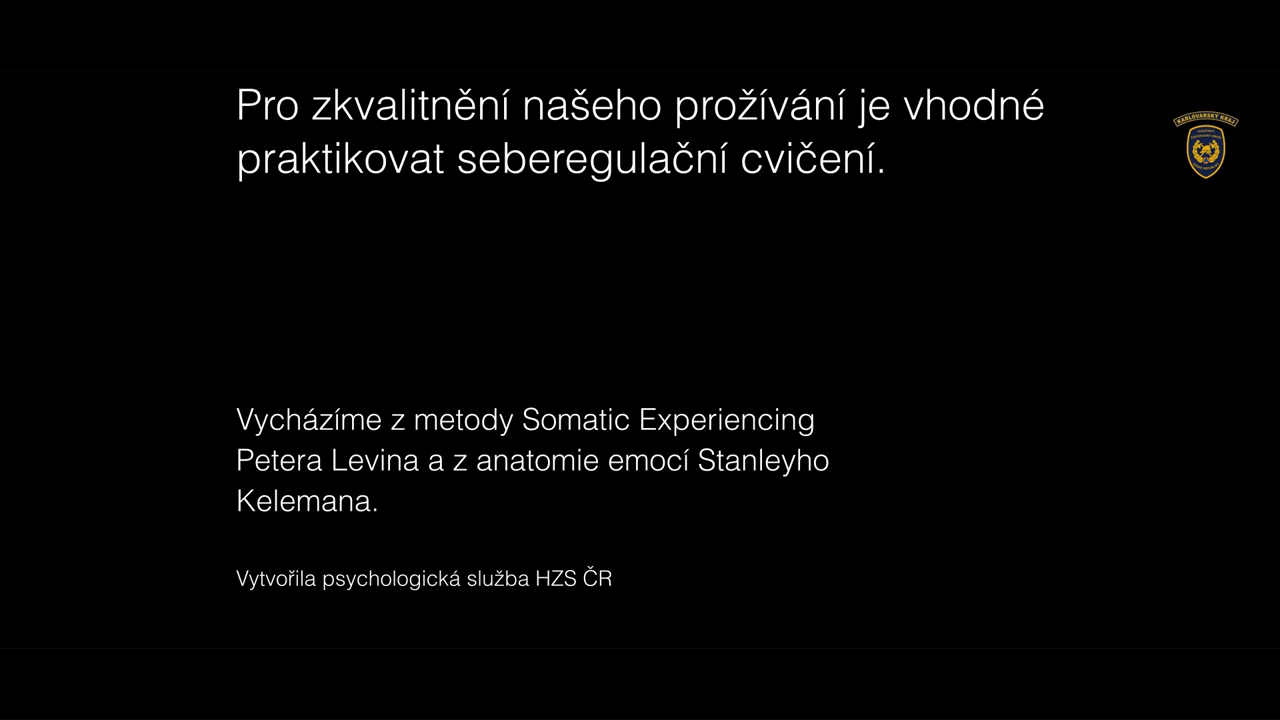 Pro zkvalitnění našeho prožívání je vhodné
praktikovat seberegulační cvičení.
KARLOVARSKÝ KRAJ
Vycházíme z metody Somatic Experiencing
Petera Levina a z anatomie emocí Stanleyho
Kelemana.
Vytvořila psychologická služba HZS ČR